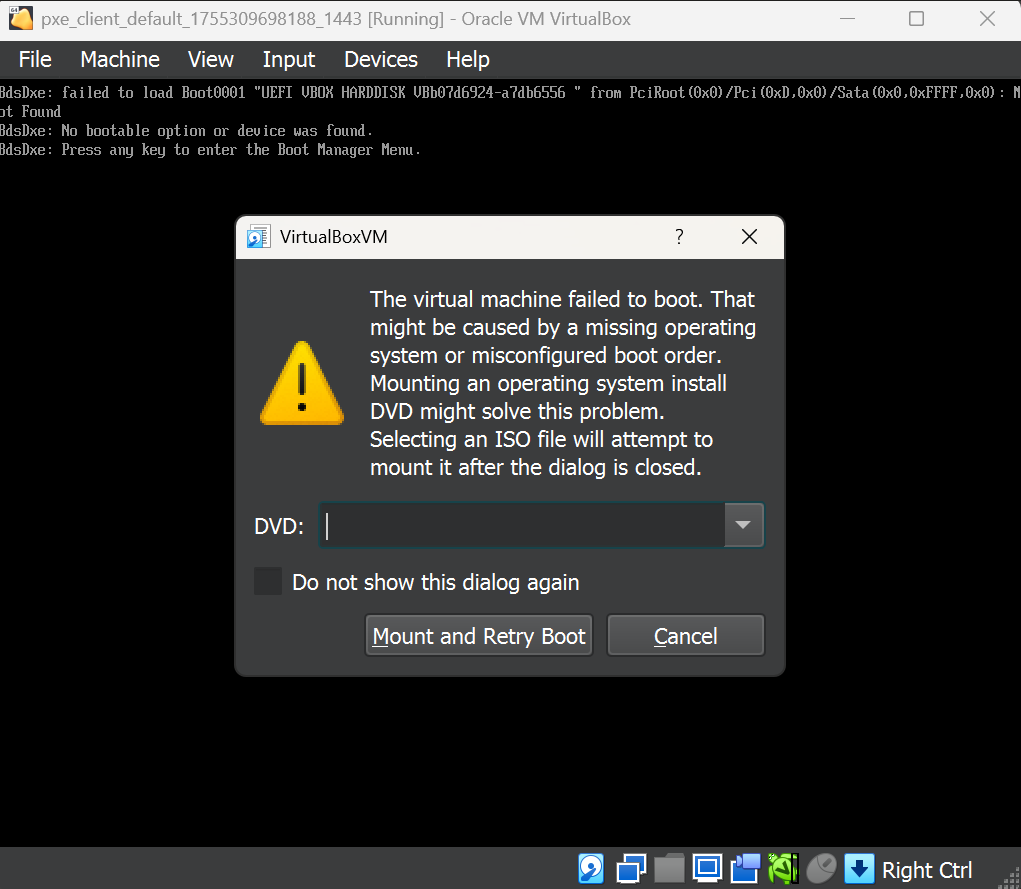 pxe_client_default_1755309698188_1443 [Running] - Oracle VM VirtualBox
File Machine View Input Devices Help
BdsDxe: failed to load Boot0001 "UEFI VBOX HARDDISK VBb07d6924-a7db6556 " from PciRoot(0x0)/Pci(0xD,0x0)/Sata(0x0,0xFFFF,0x0): N
ot Found
BdsDxe: No bootable option or device was found.
BdsDxe: Press any key to enter the Boot Manager Menu.
VirtualBoxVM
?
The virtual machine failed to boot. That
might be caused by a missing operating
system or misconfigured boot order.
Mounting an operating system install
DVD might solve this problem.
Selecting an ISO file will attempt to
mount it after the dialog is closed.
DVD:
Do not show this dialog again
Mount and Retry Boot Cancel
Right Ctrl